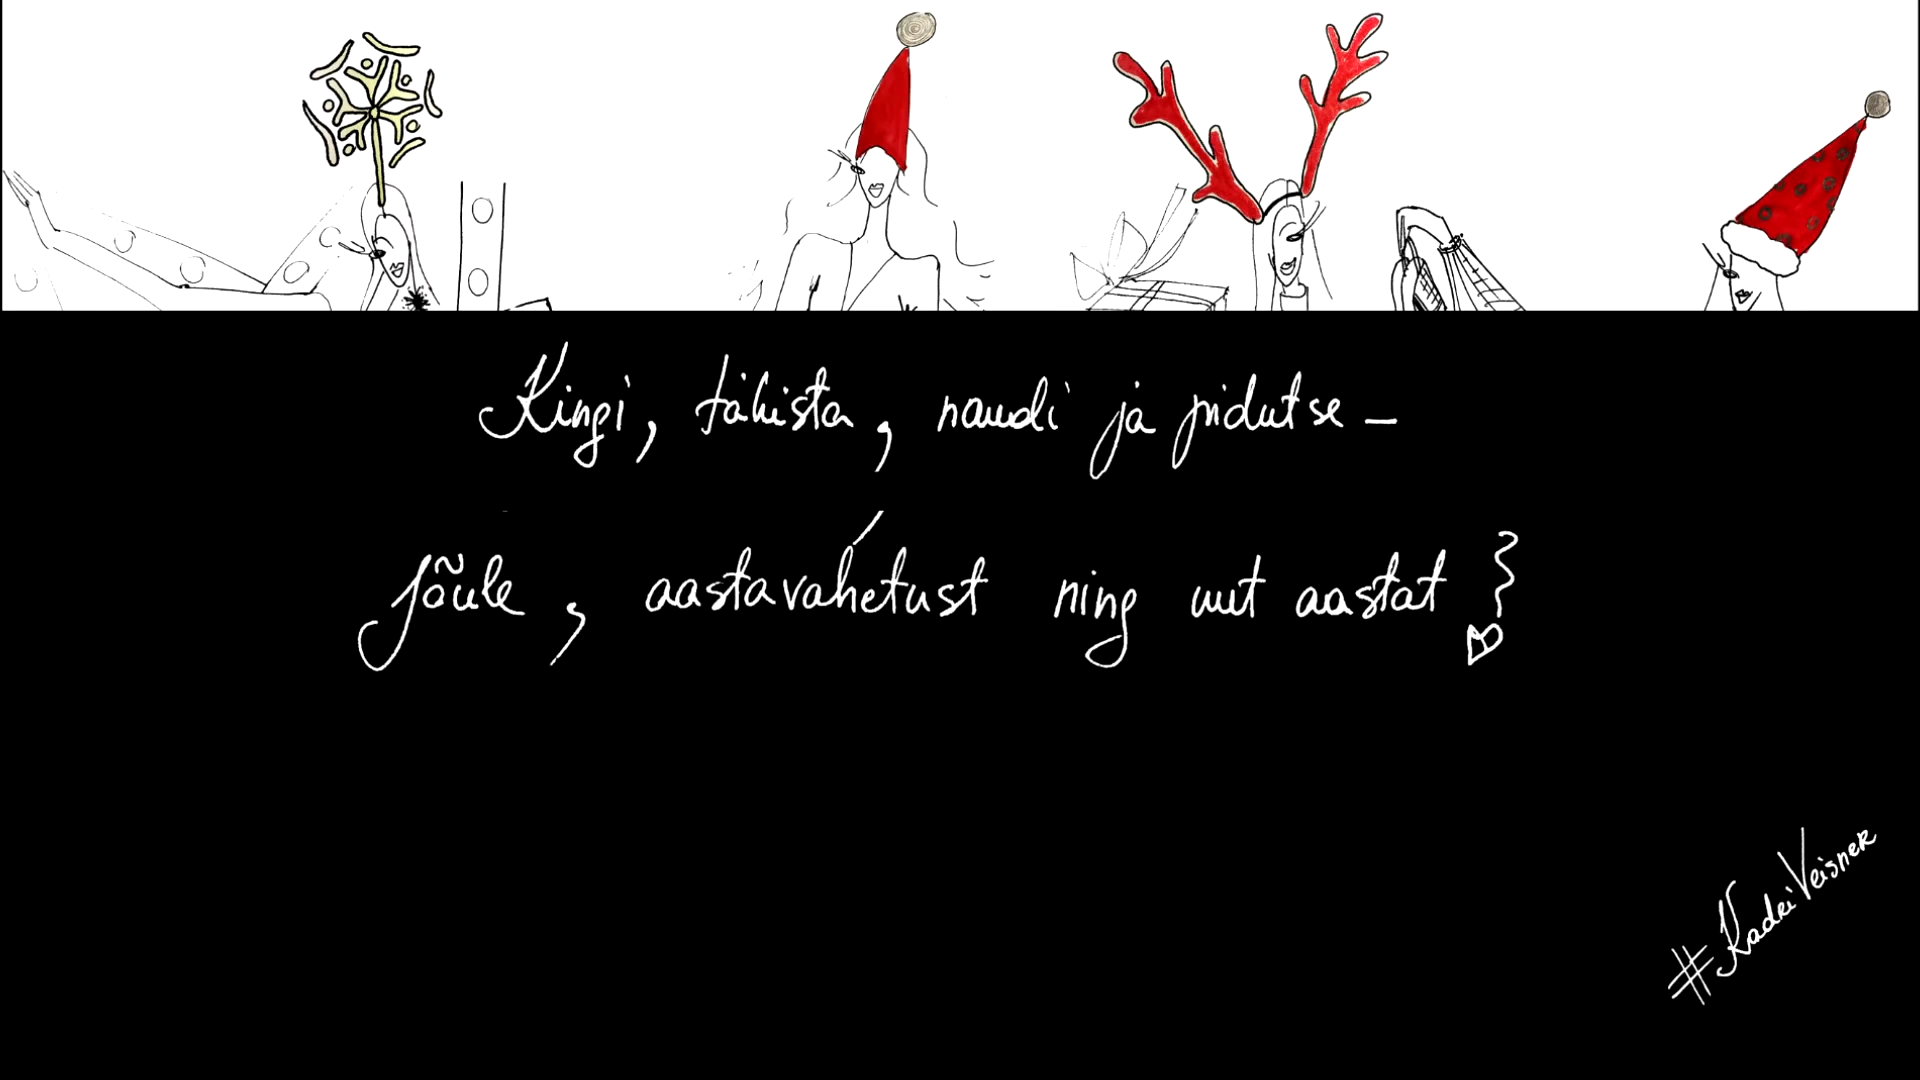 Kingi, tähista, naudi ja pidutse –
jõule, aastavahetust ning uut aastat!
#KadriVeisner